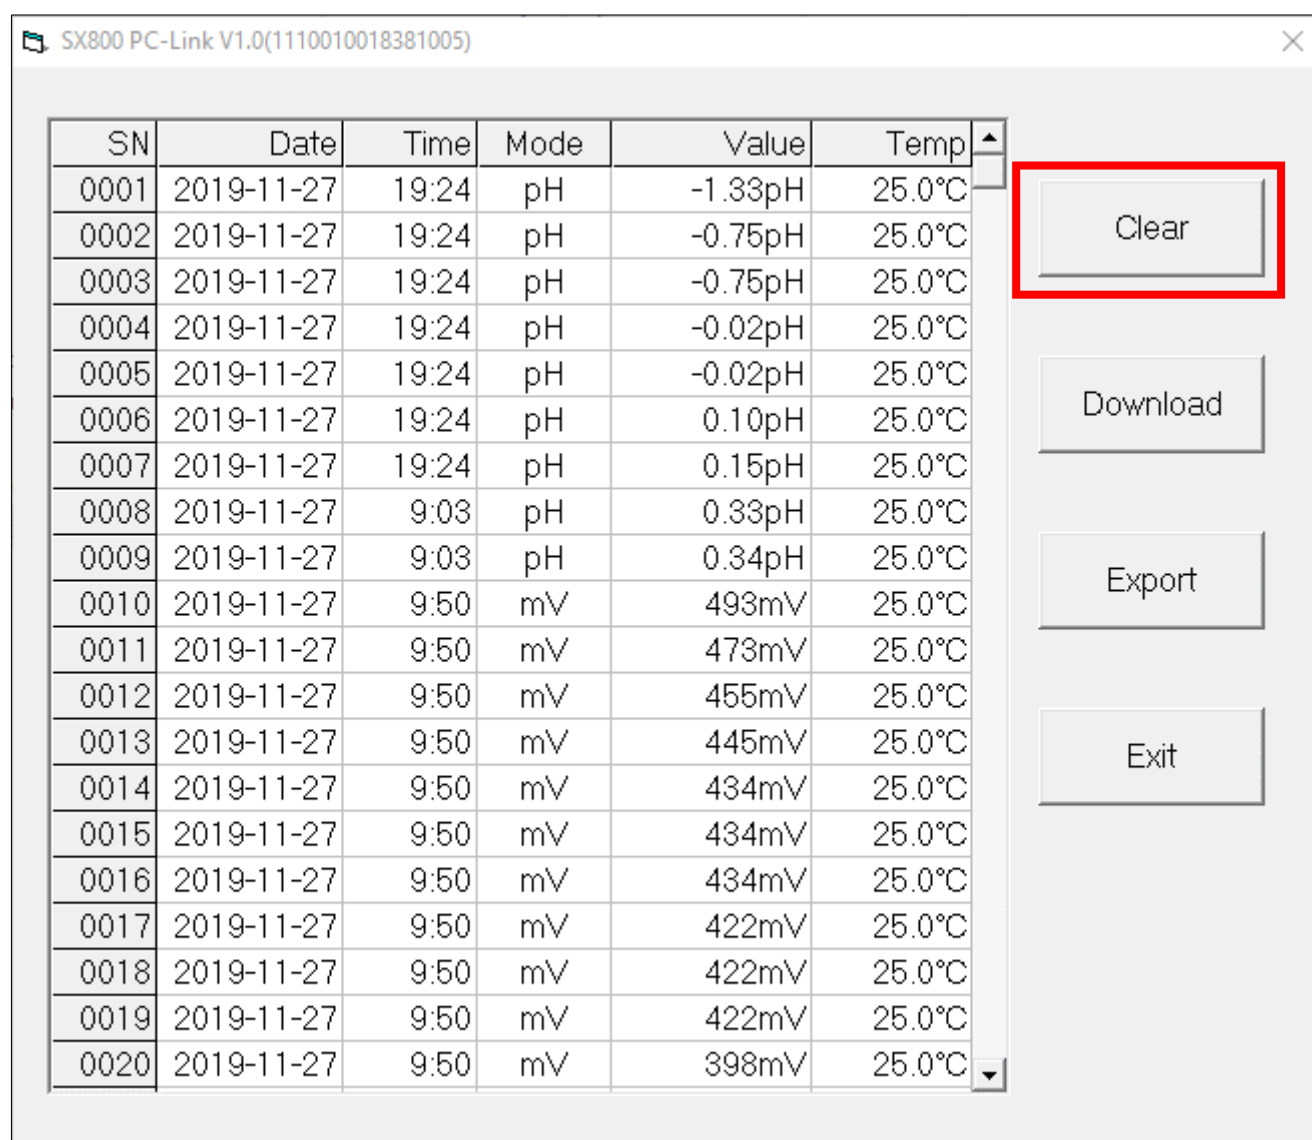 SX800 PC-Link V1.0(1110010018381005)
SN Date Time Mode Value Temp
0001 2019-11-27 19:24 pH -1.33pH 25.0°C
0002 2019-11-27 19:24 pH -0.75pH 25.0°C
0003 2019-11-27 19:24 pH -0.75pH 25.0°C
0004 2019-11-27 19:24 pH -0.02pH 25.0°C
0005 2019-11-27 19:24 pH -0.02pH 25.0°C
0006 2019-11-27 19:24 pH 0.10pH 25.0°C
0007 2019-11-27 19:24 pH 0.15pH 25.0°C
0008 2019-11-27 9:03 pH 0.33pH 25.0°C
0009 2019-11-27 9:03 pH 0.34pH 25.0°C
0010 2019-11-27 9:50 mV 493mV 25.0°C
0011 2019-11-27 9:50 mV 473mV 25.0°C
0012 2019-11-27 9:50 mV 455mV 25.0°C
0013 2019-11-27 9:50 mV 445mV 25.0°C
0014 2019-11-27 9:50 mV 434mV 25.0°C
0015 2019-11-27 9:50 mV 434mV 25.0°C
0016 2019-11-27 9:50 mV 434mV 25.0°C
0017 2019-11-27 9:50 mV 422mV 25.0°C
0018 2019-11-27 9:50 mV 422mV 25.0°C
0019 2019-11-27 9:50 mV 422mV 25.0°C
0020 2019-11-27 9:50 mV 398mV 25.0°C
Clear
Download
Export
Exit